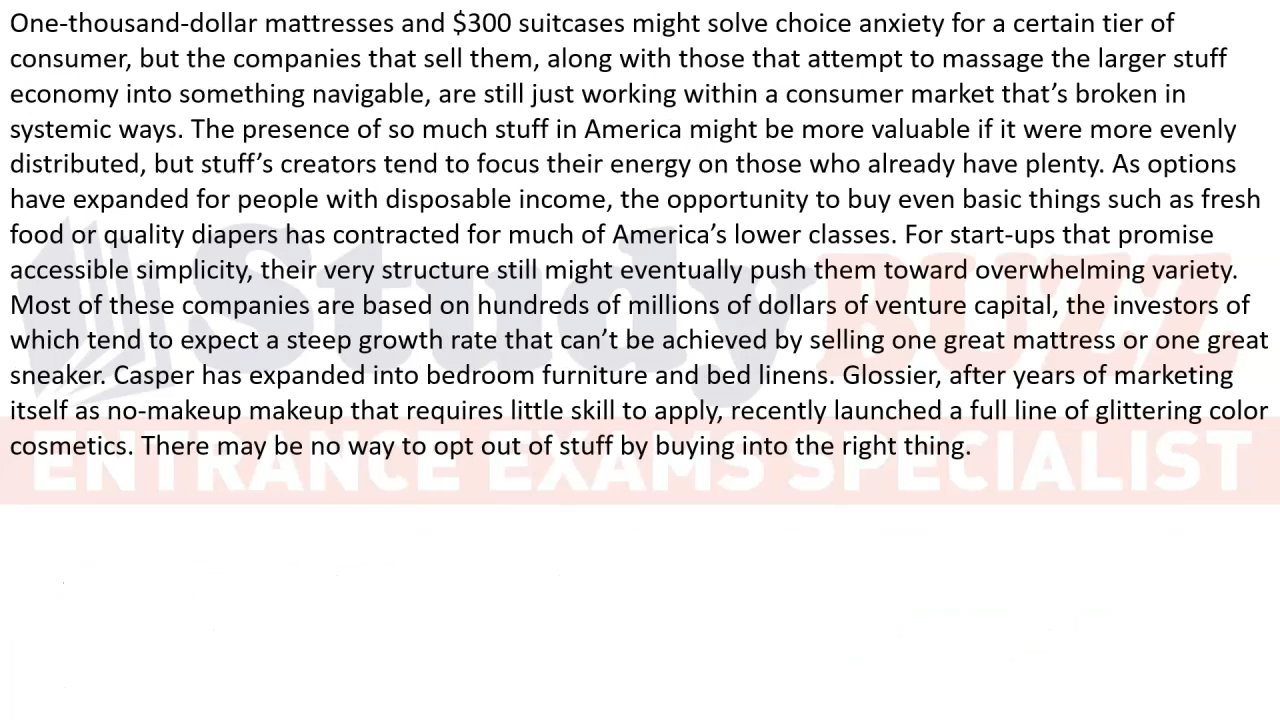 One-thousand-dollar mattresses and $300 suitcases might solve choice anxiety for a certain tier of
consumer, but the companies that sell them, along with those that attempt to massage the larger stuff
economy into something navigable, are still just working within a consumer market that’s broken in
systemic ways. The presence of so much stuff in America might be more valuable if it were more evenly
distributed, but stuff’s creators tend to focus their energy on those who already have plenty. As options
have expanded for people with disposable income, the opportunity to buy even basic things such as fresh
food or quality diapers has contracted for much of America’s lower classes. For start-ups that promise
accessible simplicity, their very structure still might eventually push them toward overwhelming variety.
Most of these companies are based on hundreds of millions of dollars of venture capital, the investors of
which tend to expect a steep growth rate that can’t be achieved by selling one great mattress or one great
sneaker. Casper has expanded into bedroom furniture and bed linens. Glossier, after years of marketing
itself as no-makeup makeup that requires little skill to apply, recently launched a full line of glittering color
cosmetics. There may be no way to opt out of stuff by buying into the right thing.
StudyBUZZ
ENTRANCE EXAMS SPECIALIST